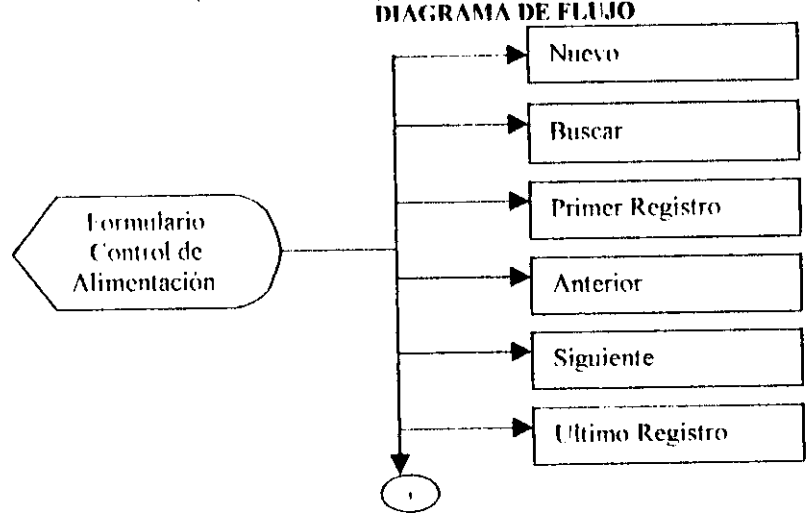 DIAGRAMA DE FLUJO
Nuevo
Buscar
Primer Registro
Formulario
Control de
Alimentación
Anterior
Siguiente
Ultimo Registro